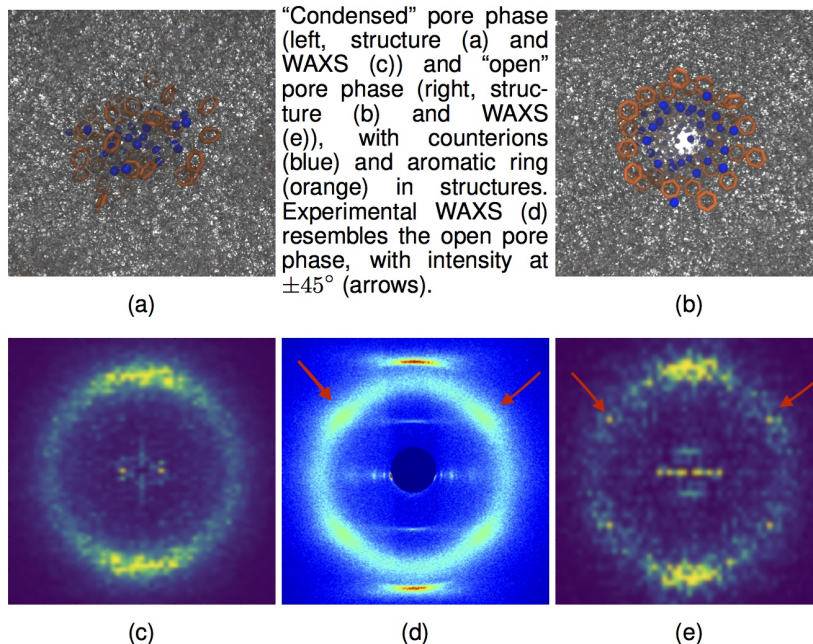 “Condensed” pore phase
(left, structure (a) and
WAXS (c)) and “open”
pore phase (right, struc-
ture (b) and WAXS
(e)), with counterions
(blue) and aromatic ring
(orange) in structures.
Experimental WAXS (d)
resembles the open pore
phase, with intensity at
±45° (arrows).
(a)
(b)
(c)
(d)
(e)